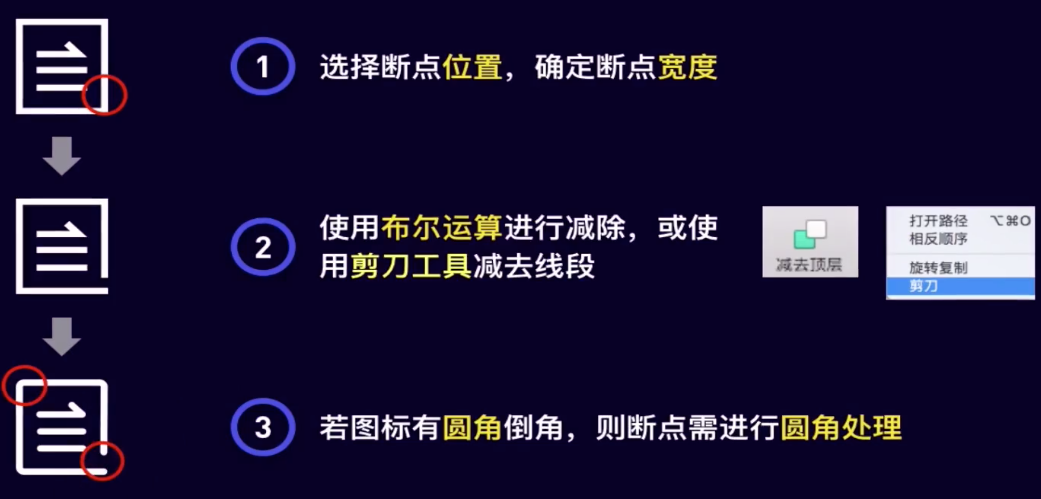 1
选择断点位置，确定断点宽度
2
使用布尔运算进行减除，或使
用剪刀工具减去线段
减去顶层
打开路径 ⌥⌘O
相反顺序
旋转复制
剪刀
3
若图标有圆角倒角，则断点需进行圆角处理